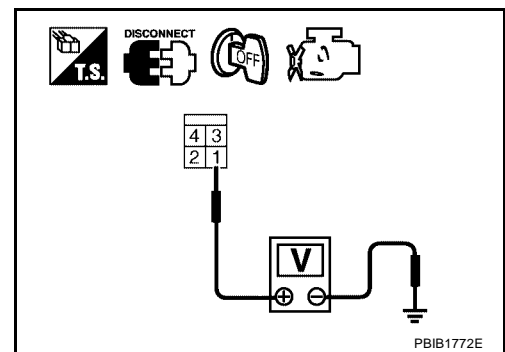 DISCONNECT
T.S.
OFF
4 3
2 1
V
⊕ ⊖
PBIB1772E